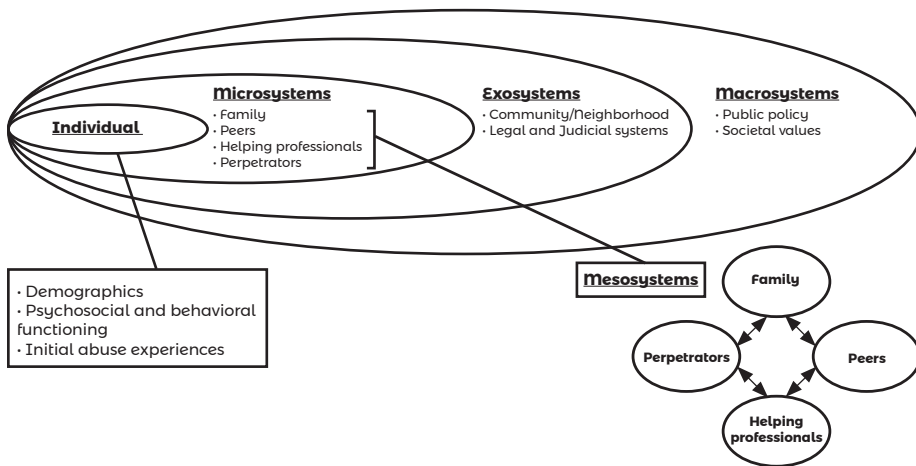 Individual
Microsystems
· Family
· Peers
· Helping professionals
· Perpetrators
Exosystems
· Community/Neighborhood
· Legal and Judicial systems
Macrosystems
· Public policy
· Societal values
· Demographics
· Psychosocial and behavioral
functioning
· Initial abuse experiences
Mesosystems
Family
Perpetrators
Peers
Helping
professionals